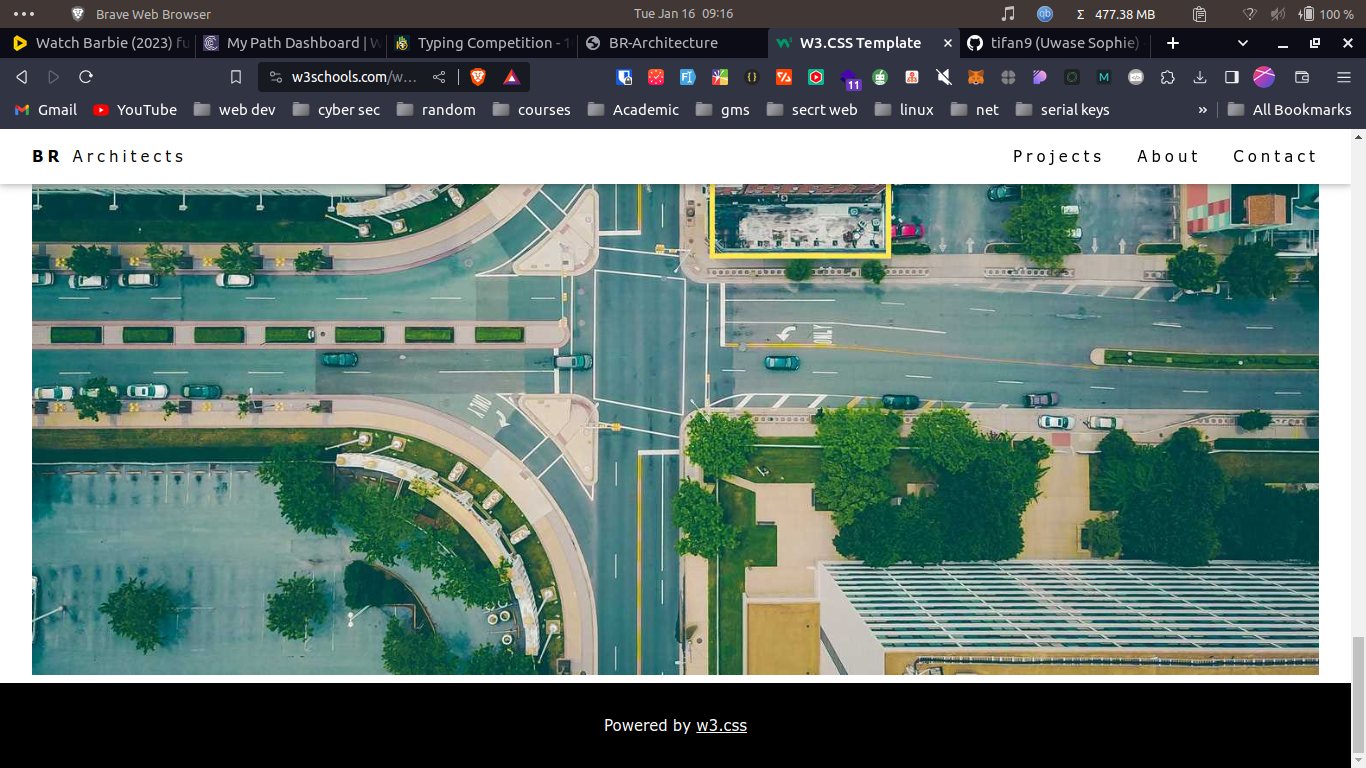 Brave Web Browser
Tue Jan 16 09:16
Σ 477.38 MB
100 %
Watch Barbie (2023) fu
My Path Dashboard | W
Typing Competition - 1
BR-Architecture
W3.CSS Template
tifan9 (Uwase Sophie)
w3schools.com/w…
11
Gmail
YouTube
web dev
cyber sec
random
courses
Academic
gms
secrt web
linux
net
serial keys
»
All Bookmarks
BR Architects
Projects
About
Contact
ONLY
ONLY
Powered by w3.css